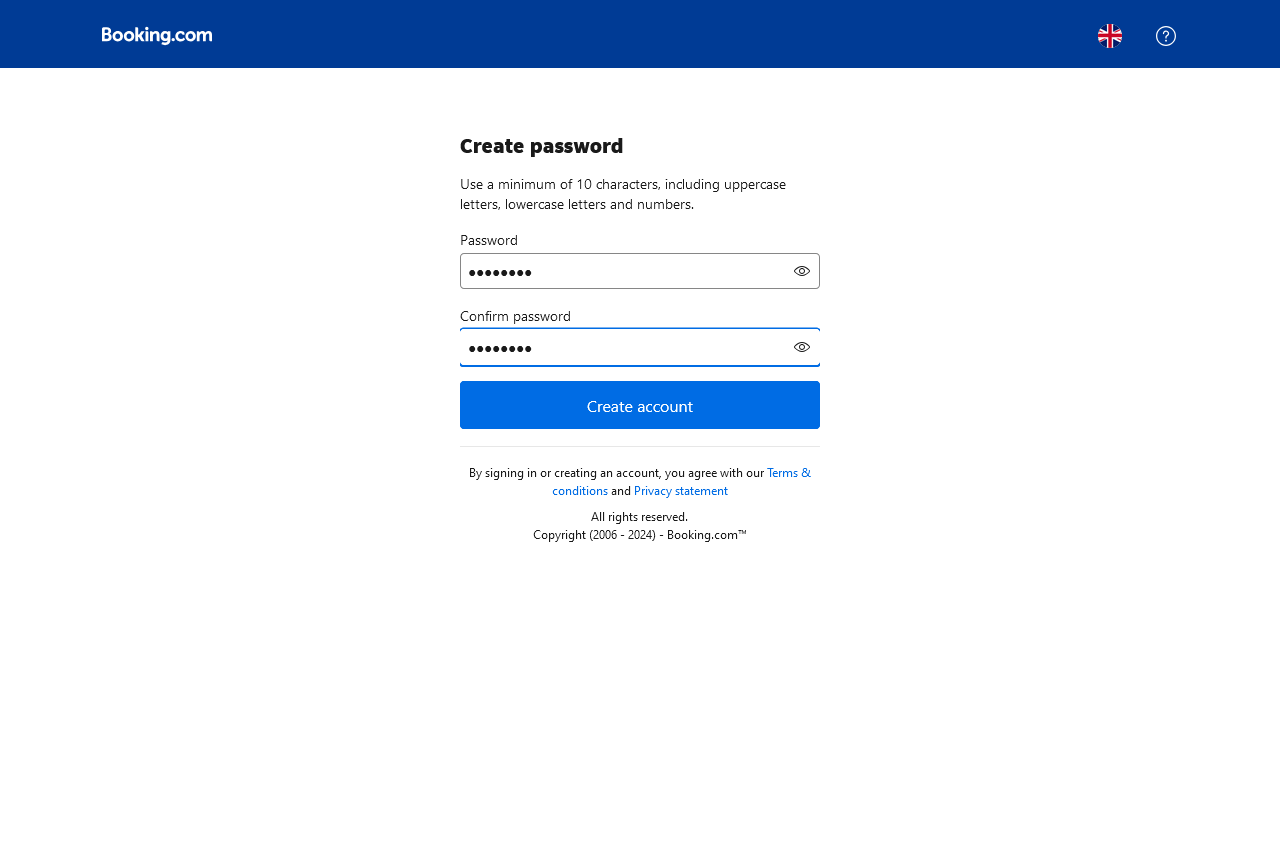 Booking.com
Create password
Use a minimum of 10 characters, including uppercase
letters, lowercase letters and numbers.
Password
••••••••
Confirm password
••••••••
Create account
By signing in or creating an account, you agree with our Terms &
conditions and Privacy statement
All rights reserved.
Copyright (2006 - 2024) - Booking.com™